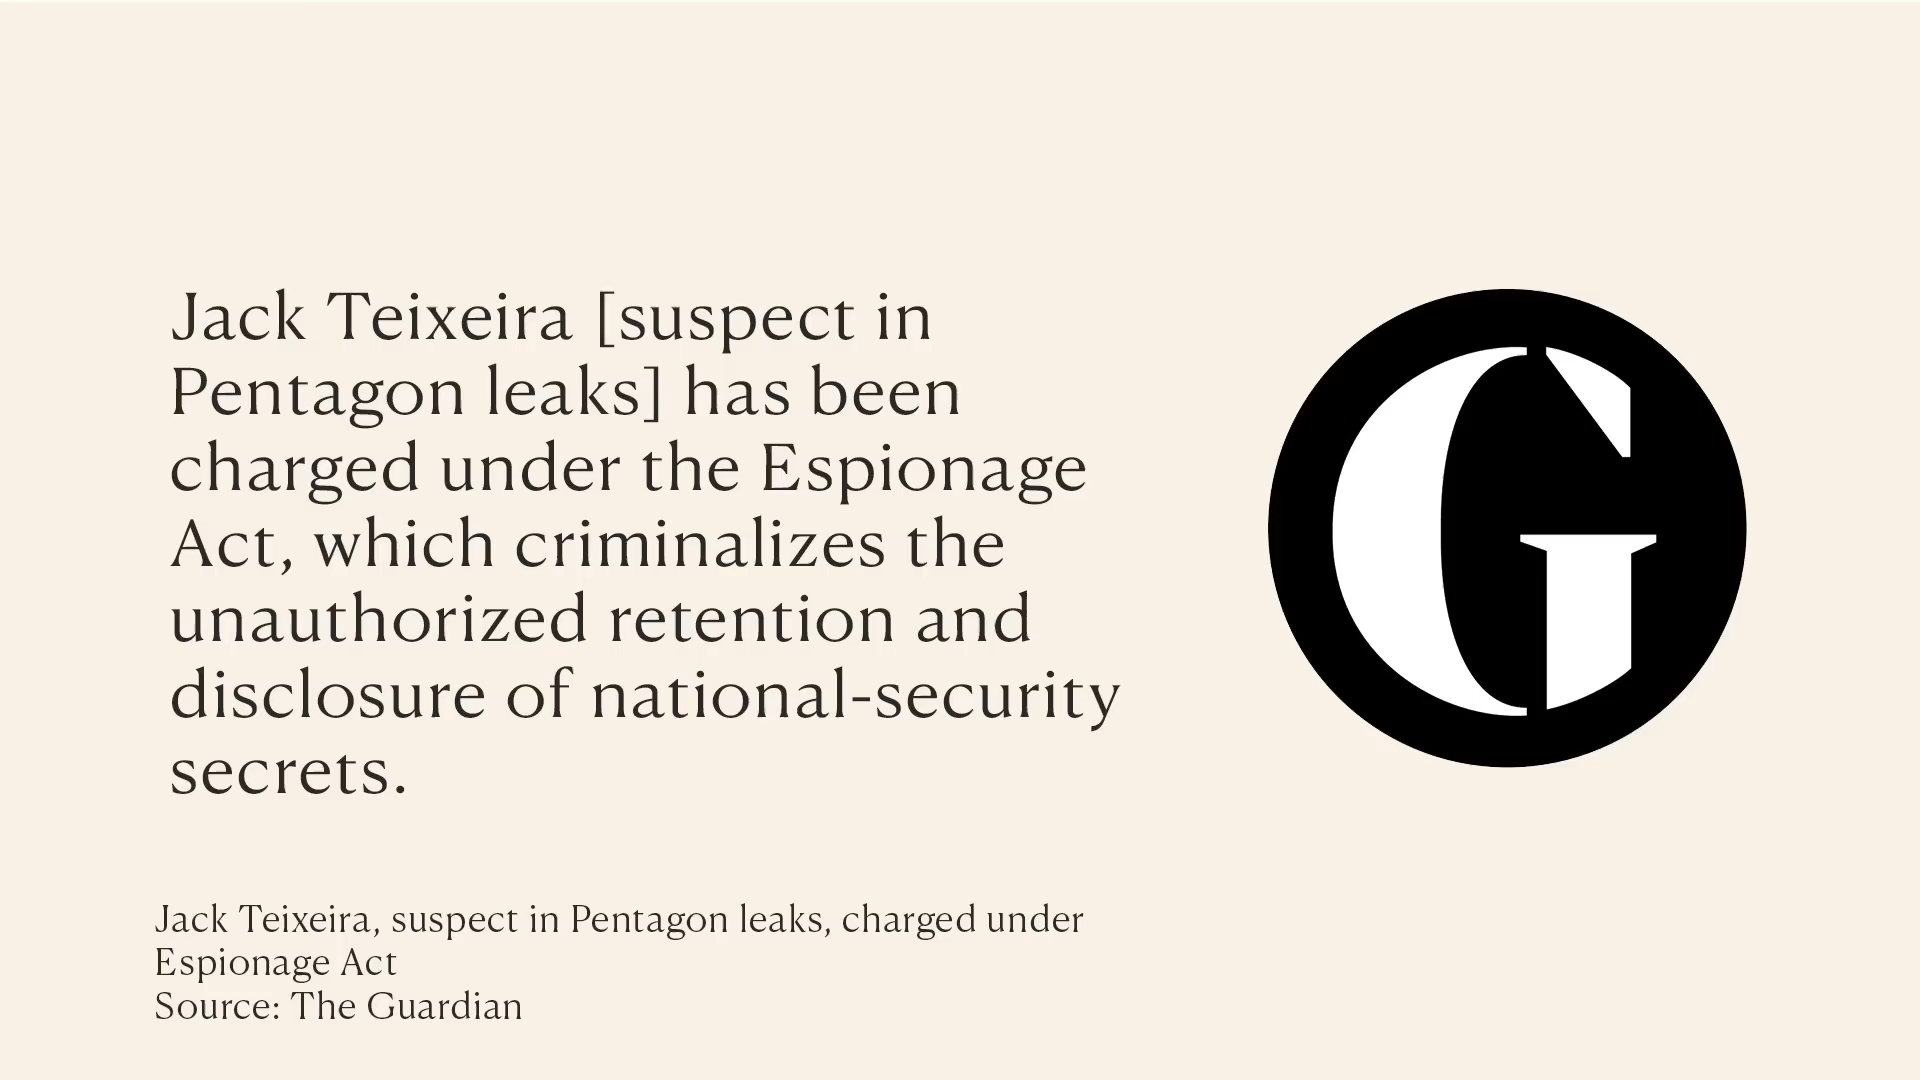 Jack Teixeira [suspect in
Pentagon leaks] has been
charged under the Espionage
Act, which criminalizes the
unauthorized retention and
disclosure of national-security
secrets.
G
Jack Teixeira, suspect in Pentagon leaks, charged under
Espionage Act
Source: The Guardian